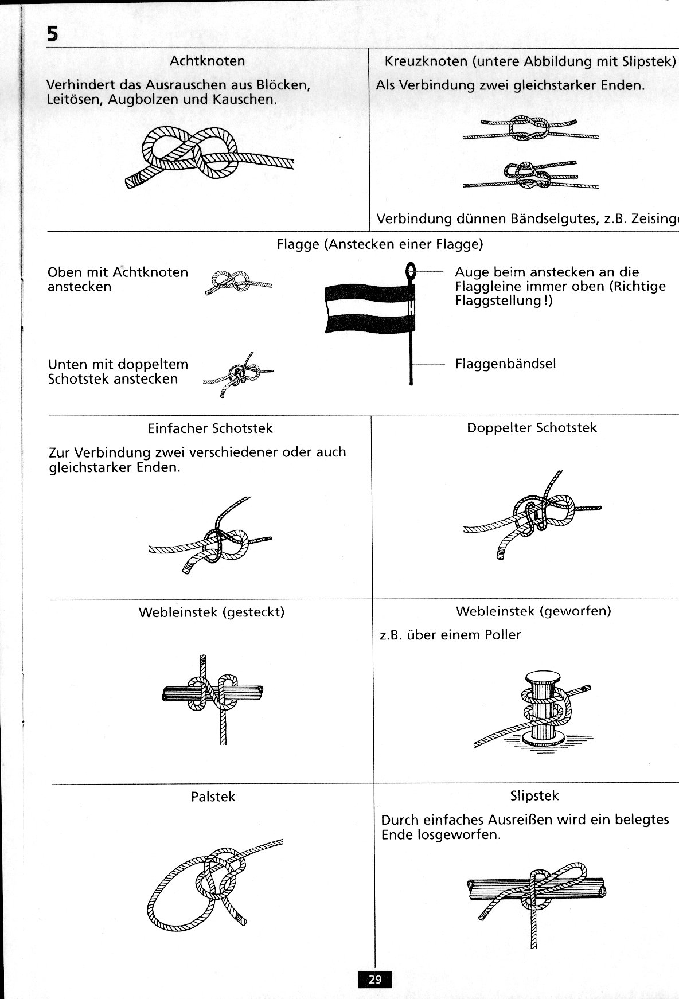 5
Achtknoten
Verhindert das Ausrauschen aus Blöcken,
Leitösen, Augbolzen und Kauschen.
Kreuzknoten (untere Abbildung mit Slipstek)
Als Verbindung zwei gleichstarker Enden.
Verbindung dünnen Bändselgutes, z.B.
Flagge (Anstecken einer Flagge)
Oben mit Achtknoten
anstecken
Auge beim anstecken an die
Flaggleine immer oben (Richtige
Flaggstellung!)
Unten mit doppeltem
Schotstek anstecken
Flaggenbändsel
Einfacher Schotstek
Zur Verbindung zwei verschiedener oder auch
gleichstarker Enden.
Doppelter Schotstek
Webleinstek (gesteckt)
Webleinstek (geworfen)
z.B. über einem Poller
Palstek
Slipstek
Durch einfaches Ausreißen wird ein belegtes
Ende losgeworfen.
29